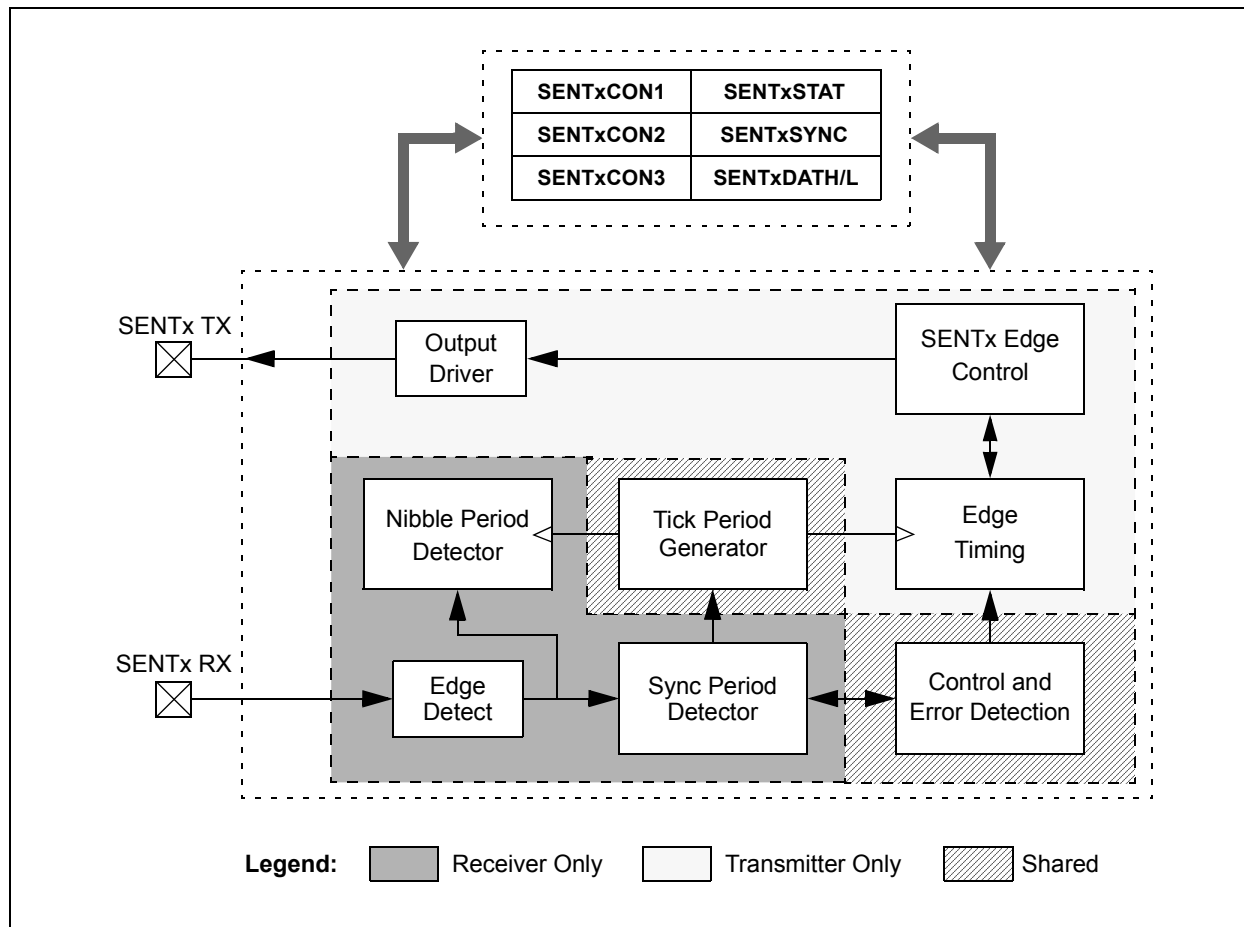 SENTxCON1 SENTxSTAT
SENTxCON2 SENTxSYNC
SENTxCON3 SENTxDATH/L
SENTx TX
Output
Driver
SENTx Edge
Control
Nibble Period
Detector
Tick Period
Generator
Edge
Timing
SENTx RX
Edge
Detect
Sync Period
Detector
Control and
Error Detection
Legend: Receiver Only Transmitter Only Shared